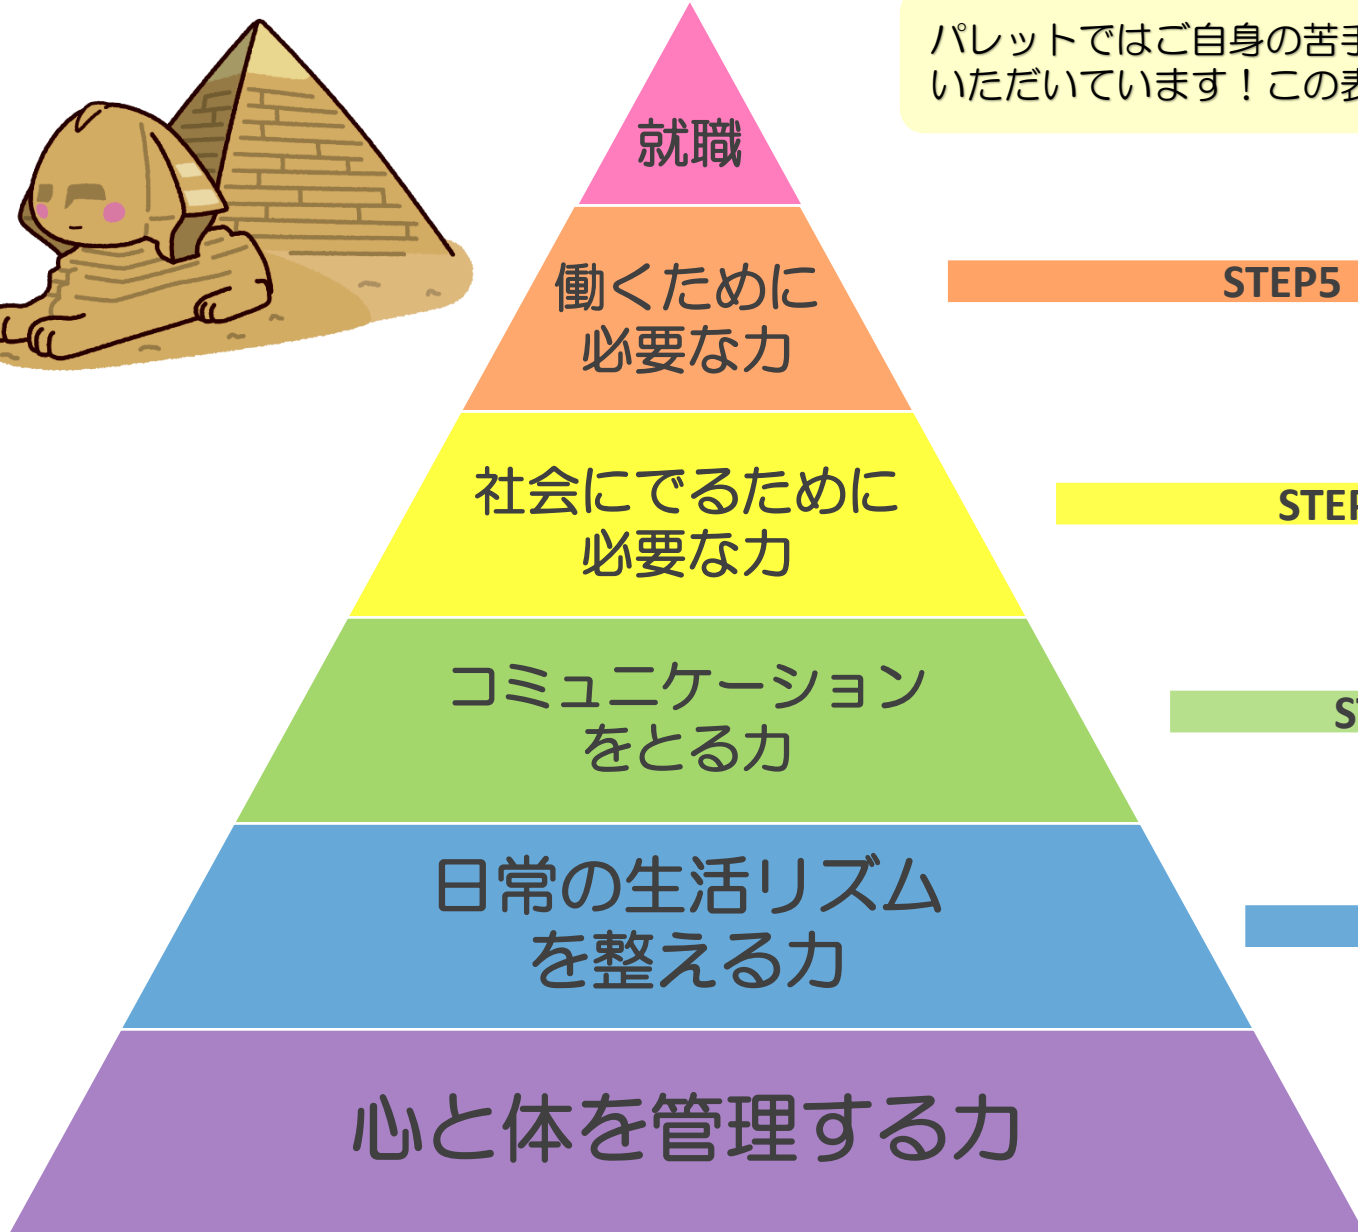 パレットではご自身の苦手
いただいています！この表
就職
働くために
必要な力
STEP5
社会にでるために
必要な力
STEP
コミュニケーション
をとる力
ST
日常の生活リズム
を整える力
心と体を管理する力